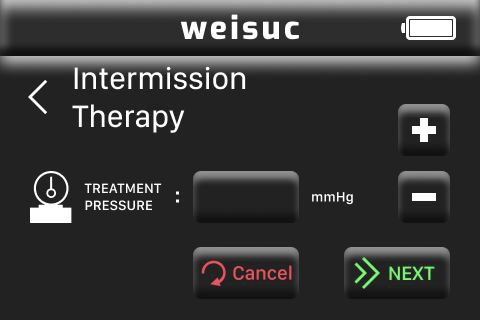 weisuc
Intermission
Therapy
TREATMENT
PRESSURE :
mmHg
Cancel
NEXT